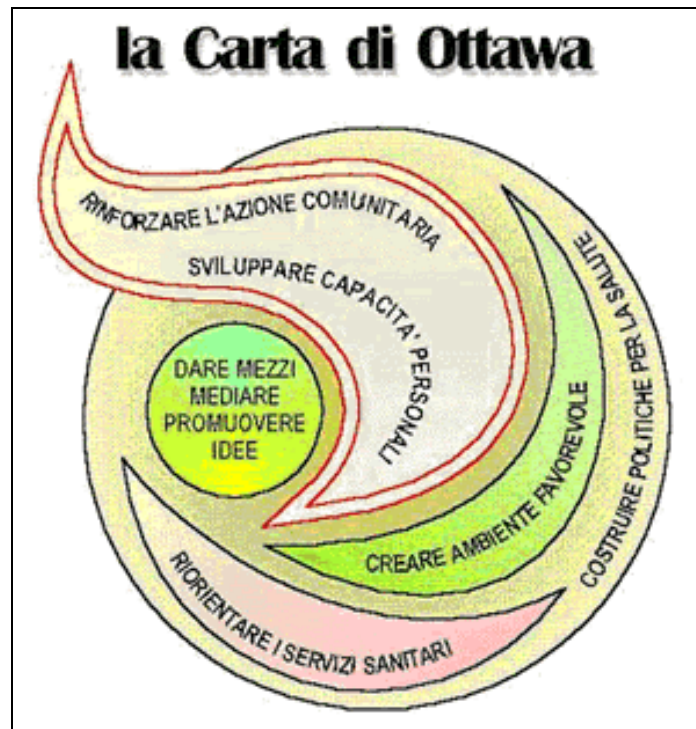 la Carta di Ottawa
RINFORZARE L'AZIONE COMUNITARIA
SVILUPPARE CAPACITA' PERSONALI
DARE MEZZI
MEDIARE
PROMUOVERE
IDEE
CREARE AMBIENTE FAVOREVOLE
COSTRUIRE POLITICHE PER LA SALUTE
RIORIENTARE I SERVIZI SANITARI